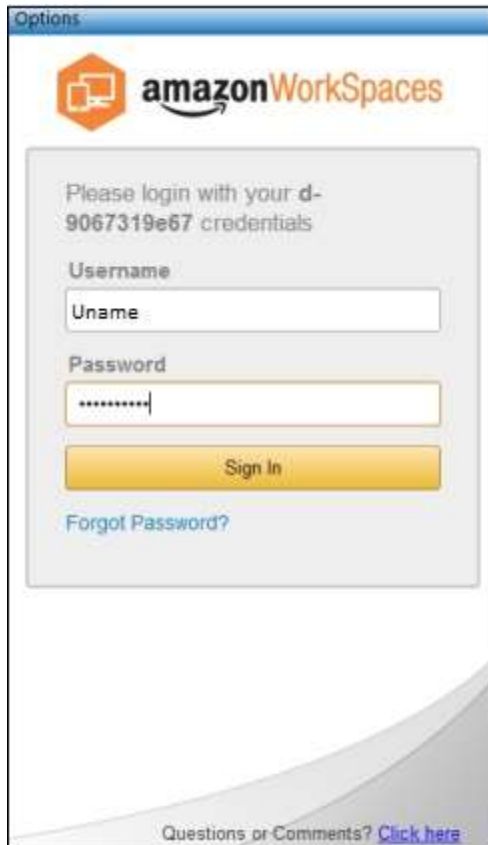 Options
amazonWorkSpaces
Please login with your d-
9067319e67 credentials
Username
Uname
Password
••••••••••
Sign In
Forgot Password?
Questions or Comments? Click here